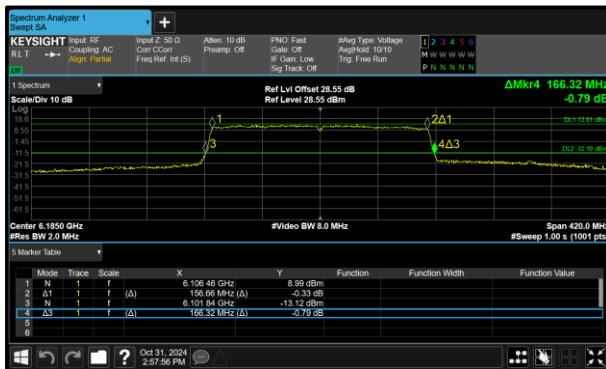 Spectrum Analyzer 1
Swept SA
KEYSIGHT Input: RF Input Z: 50 Ω Atten: 10 dB PNO: Fast #Avg Type: Voltage 1 2 3 4 5 6
RLT Coupling: AC Corr CCorr Preamp: Off Gate: Off Avg|Hold: 10/10 M W W W W W
Align: Partial Freq Ref: Int (S) IF Gain: Low Trig: Free Run P N N N N N
Sig Track: Off
1 Spectrum Ref Lvl Offset 28.55 dB ΔMkr4 166.32 MHz
Scale/Div 10 dB Ref Level 28.55 dBm -0.79 dB
Log
18.6 1 2Δ1 DL1 13.81 dBm
8.55
-1.45 3 4Δ3 DL2 -12.19 dBm
-21.5
-31.5
-41.5
-51.5
-61.5
Center 6.1850 GHz #Video BW 8.0 MHz Span 420.0 MHz
#Res BW 2.0 MHz #Sweep 1.00 s (1001 pts)
5 Marker Table
Mode Trace Scale X Y Function Function Width Function Value
1 N 1 f 6.106 46 GHz 8.99 dBm
2 Δ1 1 f (Δ) 156.66 MHz (Δ) -0.33 dB
3 N 1 f 6.101 84 GHz -13.12 dBm
4 Δ3 1 f (Δ) 166.32 MHz (Δ) -0.79 dB
5
6
? Oct 31, 2024
2:57:56 PM